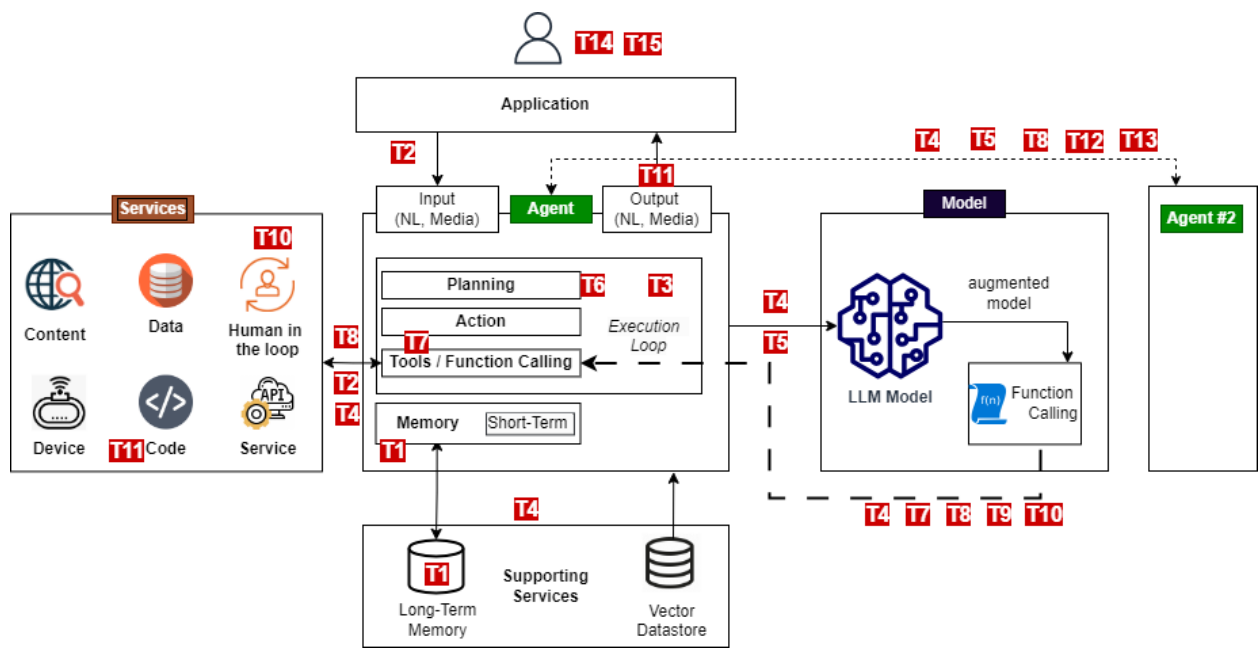 T14 T15
Application
T2
T11
T4 T5 T8 T12 T13
Input
(NL, Media)
Agent
Output
(NL, Media)
Services
T10
Content
Data
Human in
the loop
Device
T11
Code
API
Service
T8
T2
T4
Planning
T6
T3
Action
T7
Tools / Function Calling
Execution
Loop
Memory
Short-Term
T1
T4
T5
Model
LLM Model
augmented
model
f(n)
Function
Calling
T4 T7 T8 T9 T10
Agent #2
T4
T1
Long-Term
Memory
Supporting
Services
Vector
Datastore